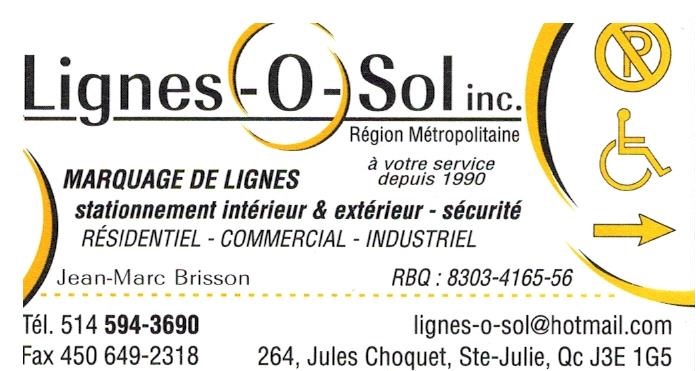 Lignes-O-Sol inc.
Région Métropolitaine
à votre service
depuis 1990
MARQUAGE DE LIGNES
stationnement intérieur & extérieur - sécurité
RÉSIDENTIEL - COMMERCIAL - INDUSTRIEL
Jean-Marc Brisson RBQ : 8303-4165-56
Tél. 514 594-3690 lignes-o-sol@hotmail.com
Fax 450 649-2318 264, Jules Choquet, Ste-Julie, Qc J3E 1G5
P